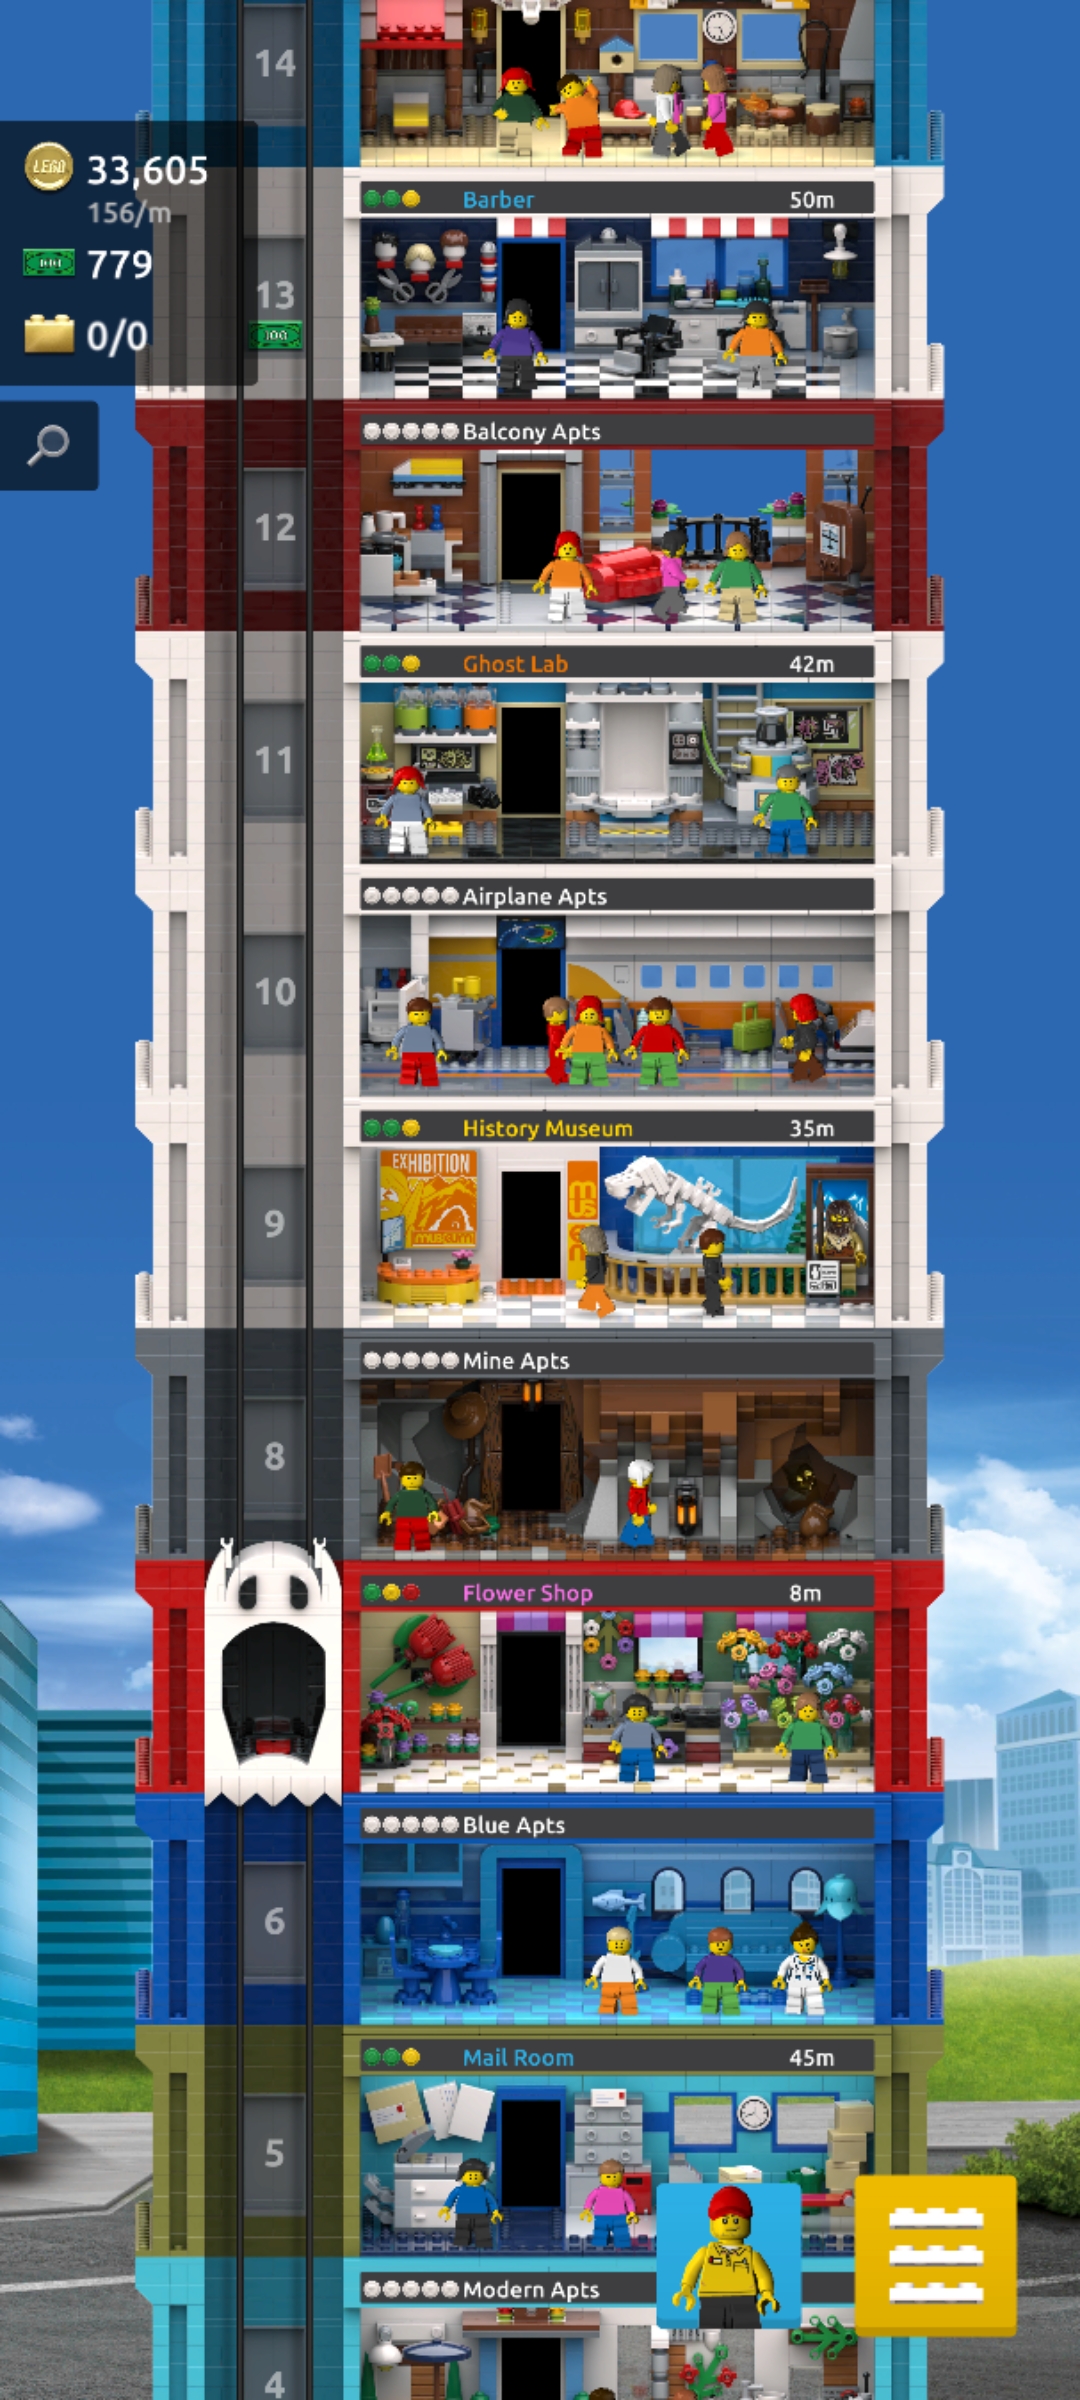 14
LEGO
33,605
156/m
779
0/0
Barber 50m
13
100
Balcony Apts
12
Ghost Lab 42m
11
Airplane Apts
10
History Museum 35m
EXHIBITION
museum
9
Mine Apts
8
Flower Shop 8m
Blue Apts
6
Mail Room 45m
5
Modern Apts
4